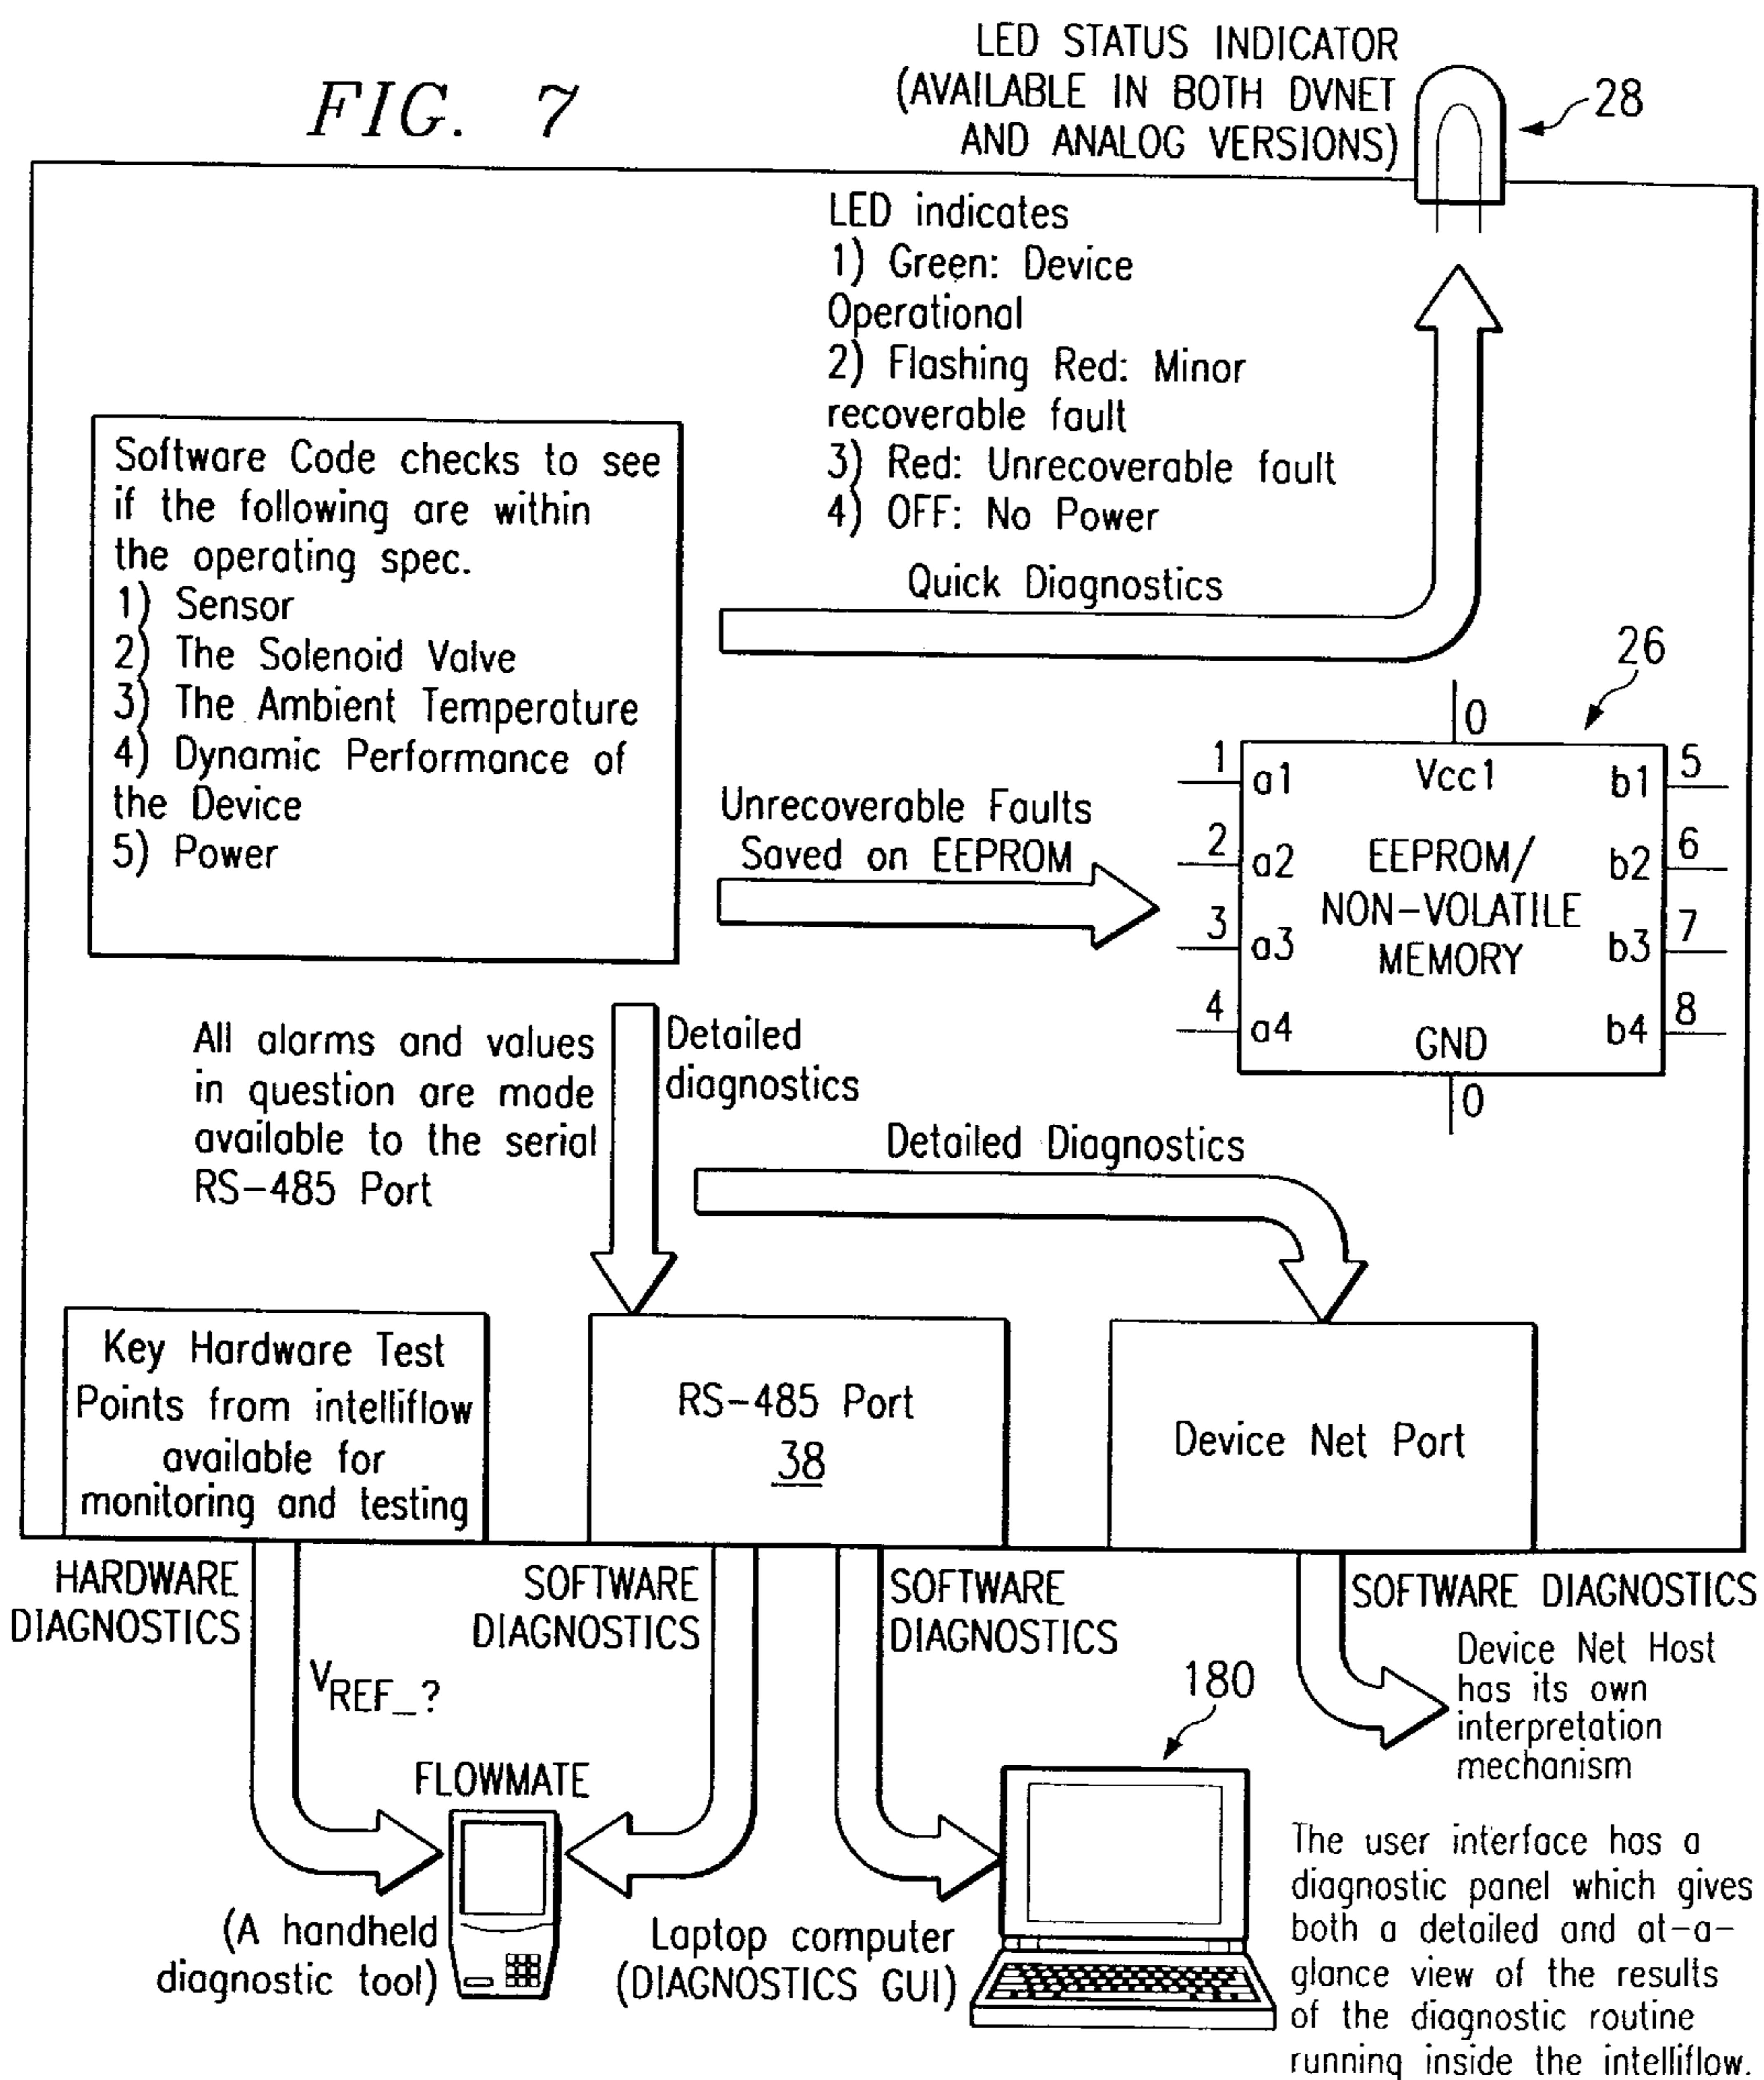 FIG. 7
LED STATUS INDICATOR
(AVAILABLE IN BOTH DVNET
AND ANALOG VERSIONS)
28
LED indicates
1) Green: Device
Operational
2) Flashing Red: Minor
recoverable fault
3) Red: Unrecoverable fault
4) OFF: No Power
Software Code checks to see
if the following are within
the operating spec.
1) Sensor
2) The Solenoid Valve
3) The Ambient Temperature
4) Dynamic Performance of
the Device
5) Power
Quick Diagnostics
26
0
1 a1 Vcc1 b1 5
2 a2 EEPROM/ b2 6
NON-VOLATILE
3 a3 MEMORY b3 7
4 a4 GND b4 8
0
Unrecoverable Faults
Saved on EEPROM
All alarms and values
in question are made
available to the serial
RS-485 Port
Detailed
diagnostics
Detailed Diagnostics
Key Hardware Test
Points from intelliflow
available for
monitoring and testing
RS-485 Port
38
Device Net Port
HARDWARE
DIAGNOSTICS
SOFTWARE
DIAGNOSTICS
SOFTWARE
DIAGNOSTICS
SOFTWARE DIAGNOSTICS
Device Net Host
has its own
interpretation
mechanism
VREF_?
180
FLOWMATE
(A handheld
diagnostic tool)
Laptop computer
(DIAGNOSTICS GUI)
The user interface has a
diagnostic panel which gives
both a detailed and at-a-
glance view of the results
of the diagnostic routine
running inside the intelliflow.